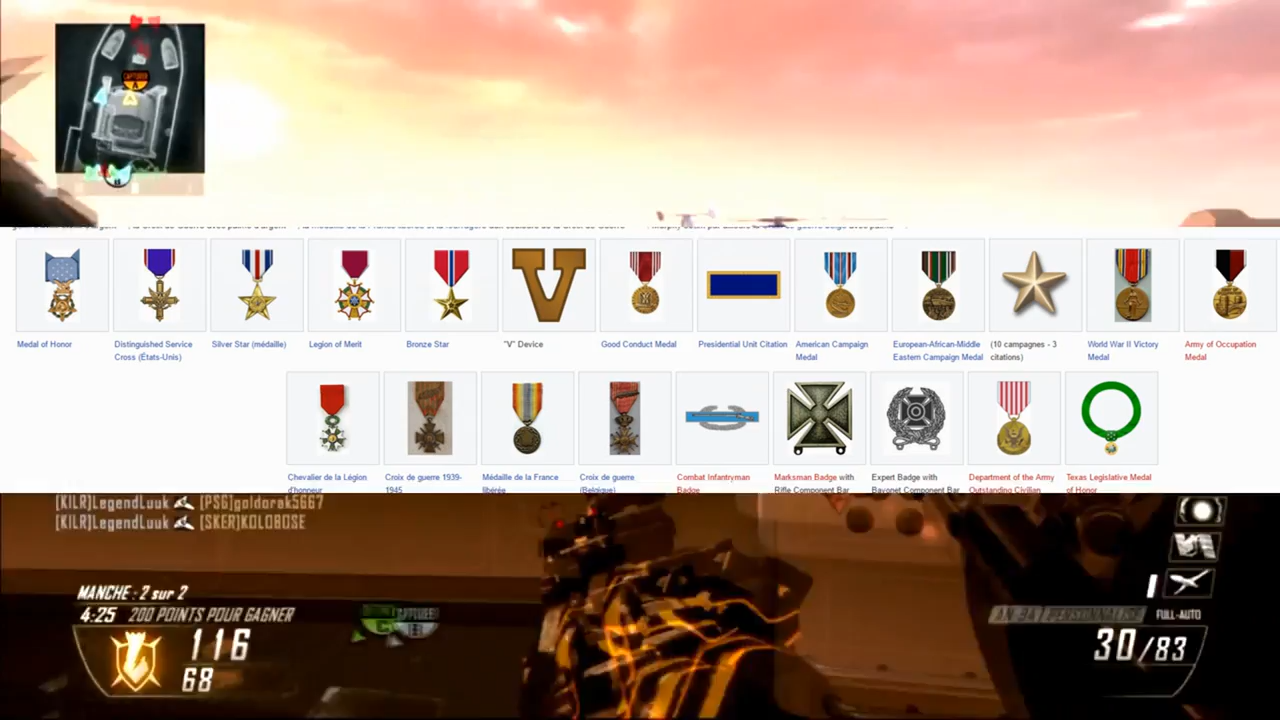 CAPTURER
A
Medal of Honor
Distinguished Service
Cross (États-Unis)
Silver Star (médaille)
Legion of Merit
Bronze Star
"V" Device
Good Conduct Medal
Presidential Unit Citation
American Campaign
Medal
European-African-Middle
Eastern Campaign Medal
(10 campagnes - 3
citations)
World War II Victory
Medal
Army of Occupation
Medal
Chevalier de la Légion
d'honneur
Croix de guerre 1939-
1945
Médaille de la France
libérée
Croix de guerre
(Belgique)
Combat Infantryman
Badge
Marksman Badge with
Rifle Component Bar
Expert Badge with
Bayonet Component Bar
Department of the Army
Outstanding Civilian
Texas Legislative Medal
of Honor
[KILR]LegendLuuk [PSG]goldorak5667
[KILR]LegendLuuk [SKER]KOLOBOSE
MANCHE : 2 sur 2
4:25 200 POINTS POUR GAGNER
116
68
CAPTURER
C
B
AN-94 PERSONNALISÉ
FULL-AUTO
30/83